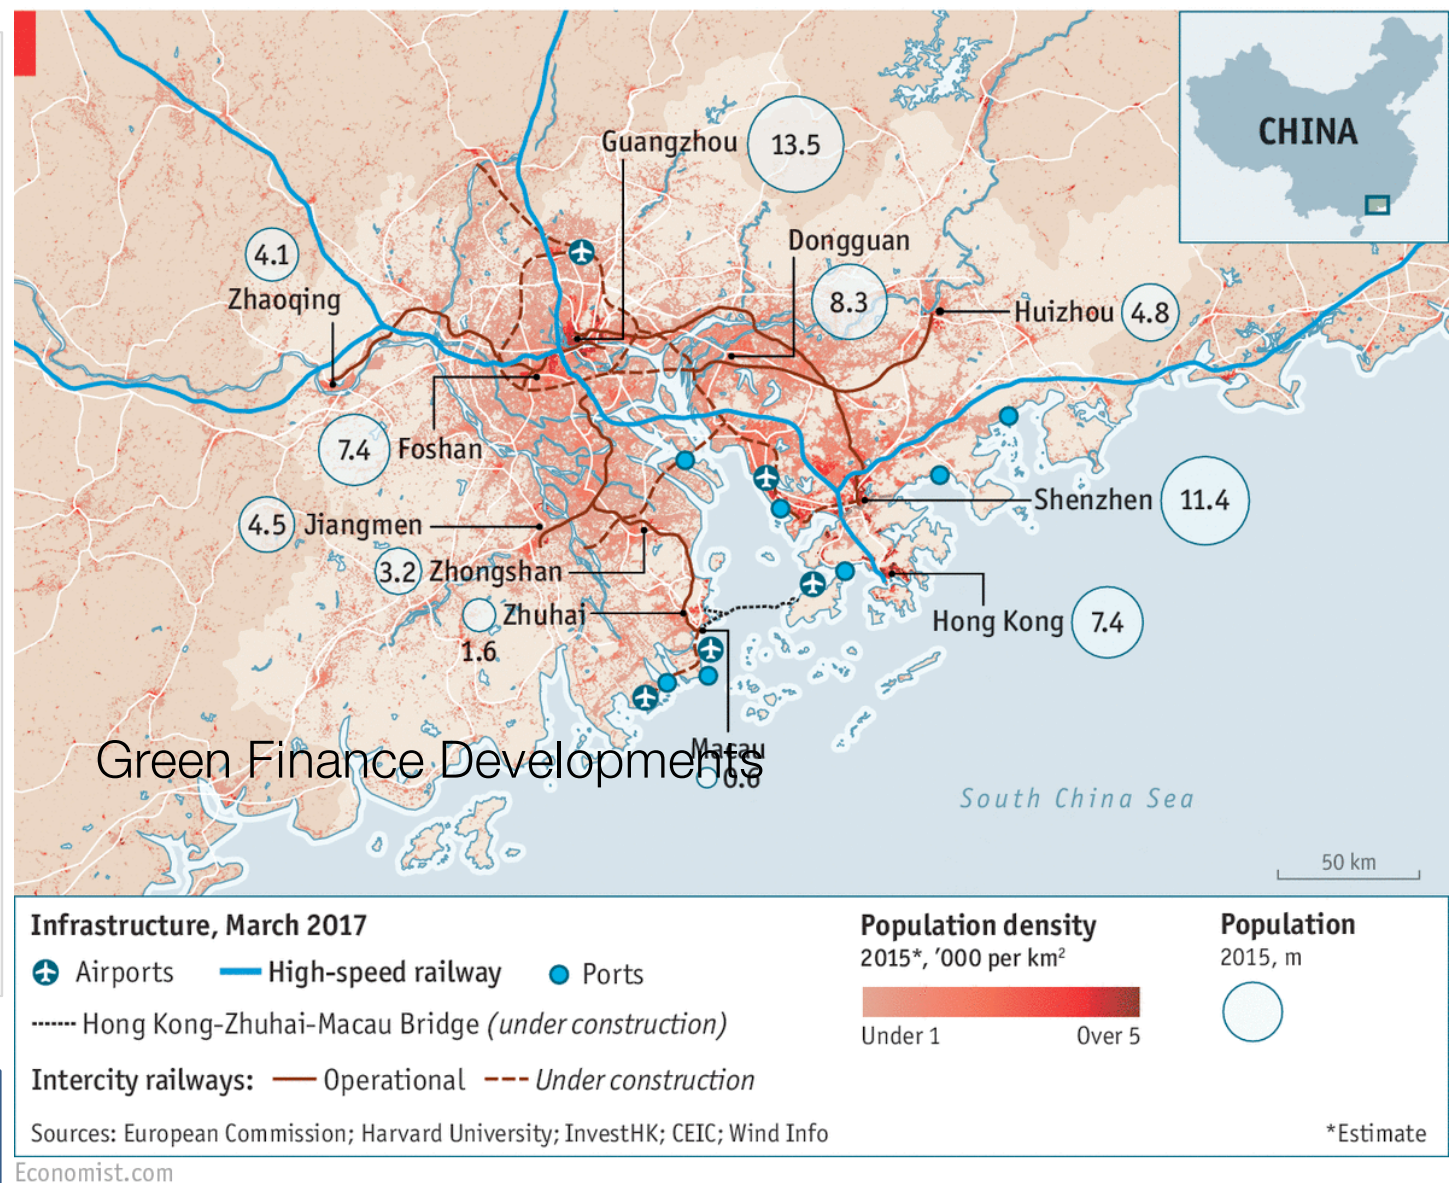 CHINA
Guangzhou
13.5
Dongguan
8.3
4.1
Zhaoqing
Huizhou 4.8
7.4 Foshan
Shenzhen 11.4
4.5 Jiangmen
3.2 Zhongshan
Zhuhai
1.6
Hong Kong 7.4
Macau
0.6
Green Finance Developments
South China Sea
50 km
Infrastructure, March 2017
Airports
High-speed railway
Ports
Hong Kong-Zhuhai-Macau Bridge (under construction)
Intercity railways: Operational Under construction
Population density
2015*, ’000 per km²
Under 1 Over 5
Population
2015, m
Sources: European Commission; Harvard University; InvestHK; CEIC; Wind Info
*Estimate
Economist.com